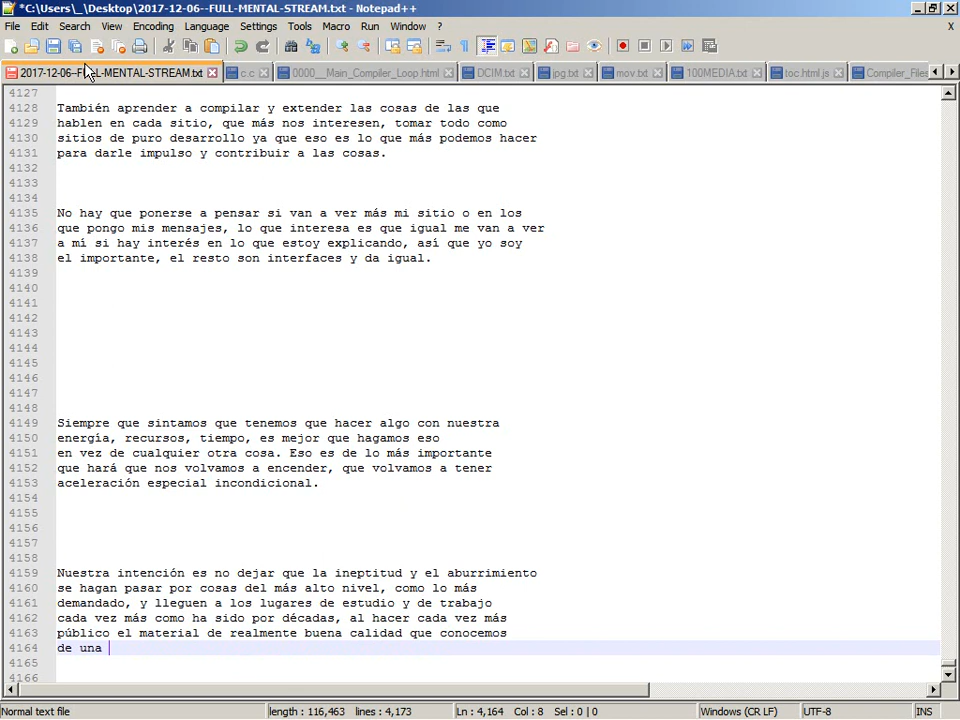 *C:\Users\_\Desktop\2017-12-06--FULL-MENTAL-STREAM.txt - Notepad++
File Edit Search View Encoding Language Settings Tools Macro Run Window ? X
2017-12-06--FULL-MENTAL-STREAM.txt c.c 0000__Main_Compiler_Loop.html DCIM.txt jpg.txt mov.txt 100MEDIA.txt toc.html.js Compiler_Files
4127
4128 También aprender a compilar y extender las cosas de las que
4129 hablen en cada sitio, que más nos interesen, tomar todo como
4130 sitios de puro desarrollo ya que eso es lo que más podemos hacer
4131 para darle impulso y contribuir a las cosas.
4132
4133
4134
4135 No hay que ponerse a pensar si van a ver más mi sitio o en los
4136 que pongo mis mensajes, lo que interesa es que igual me van a ver
4137 a mí si hay interés en lo que estoy explicando, así que yo soy
4138 el importante, el resto son interfaces y da igual.
4139
4140
4141
4142
4143
4144
4145
4146
4147
4148
4149 Siempre que sintamos que tenemos que hacer algo con nuestra
4150 energía, recursos, tiempo, es mejor que hagamos eso
4151 en vez de cualquier otra cosa. Eso es de lo más importante
4152 que hará que nos volvamos a encender, que volvamos a tener
4153 aceleración especial incondicional.
4154
4155
4156
4157
4158
4159 Nuestra intención es no dejar que la ineptitud y el aburrimiento
4160 se hagan pasar por cosas del más alto nivel, como lo más
4161 demandado, y lleguen a los lugares de estudio y de trabajo
4162 cada vez más como ha sido por décadas, al hacer cada vez más
4163 público el material de realmente buena calidad que conocemos
4164 de una
4165
4166
Normal text file length : 116,463 lines : 4,173 Ln : 4,164 Col : 8 Sel : 0 | 0 Windows (CR LF) UTF-8 INS